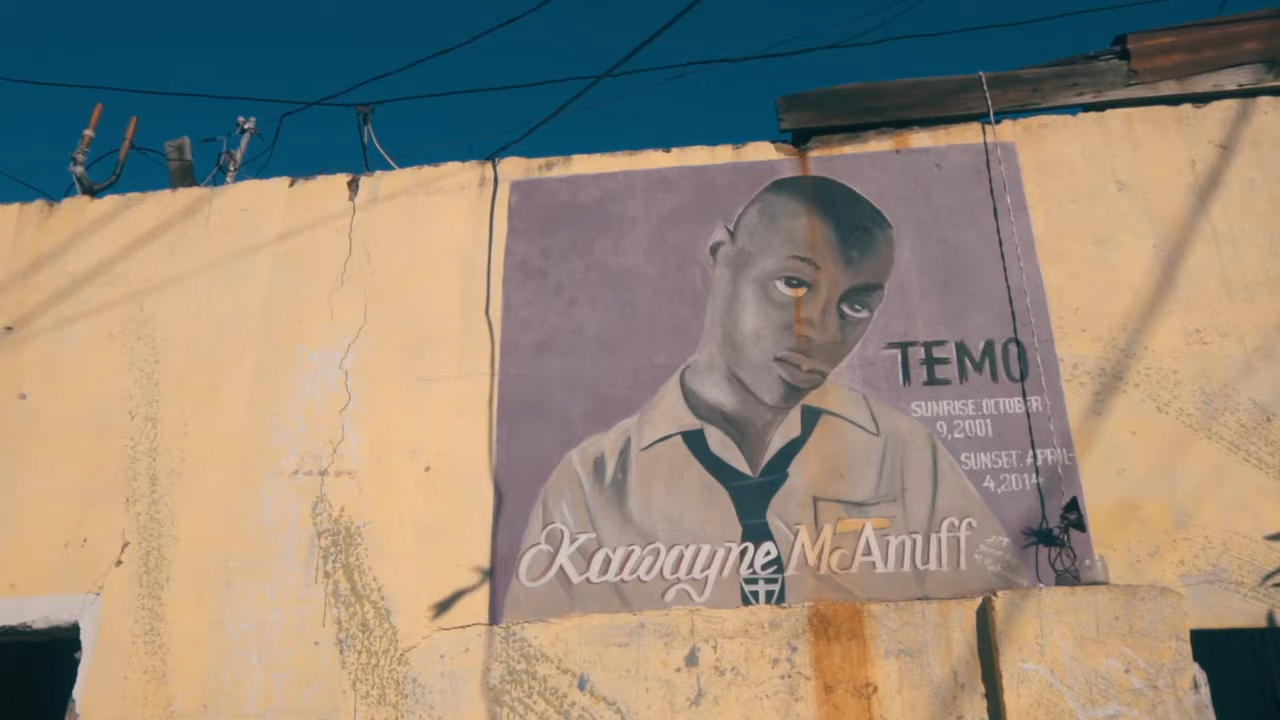 TEMO
SUNRISE: OCTOBER
9, 2001
SUNSET: APRIL-
4, 2014
Kawayne McAnuff